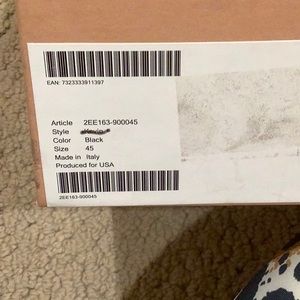 EAN: 7323333911397
Article 2EE163-900045
Style
Color Black
Size 45
Made in Italy
Produced for USA
2EE163-900045